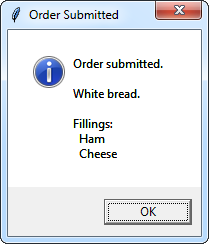 Order Submitted
Order submitted.
White bread.
Fillings:
Ham
Cheese
OK